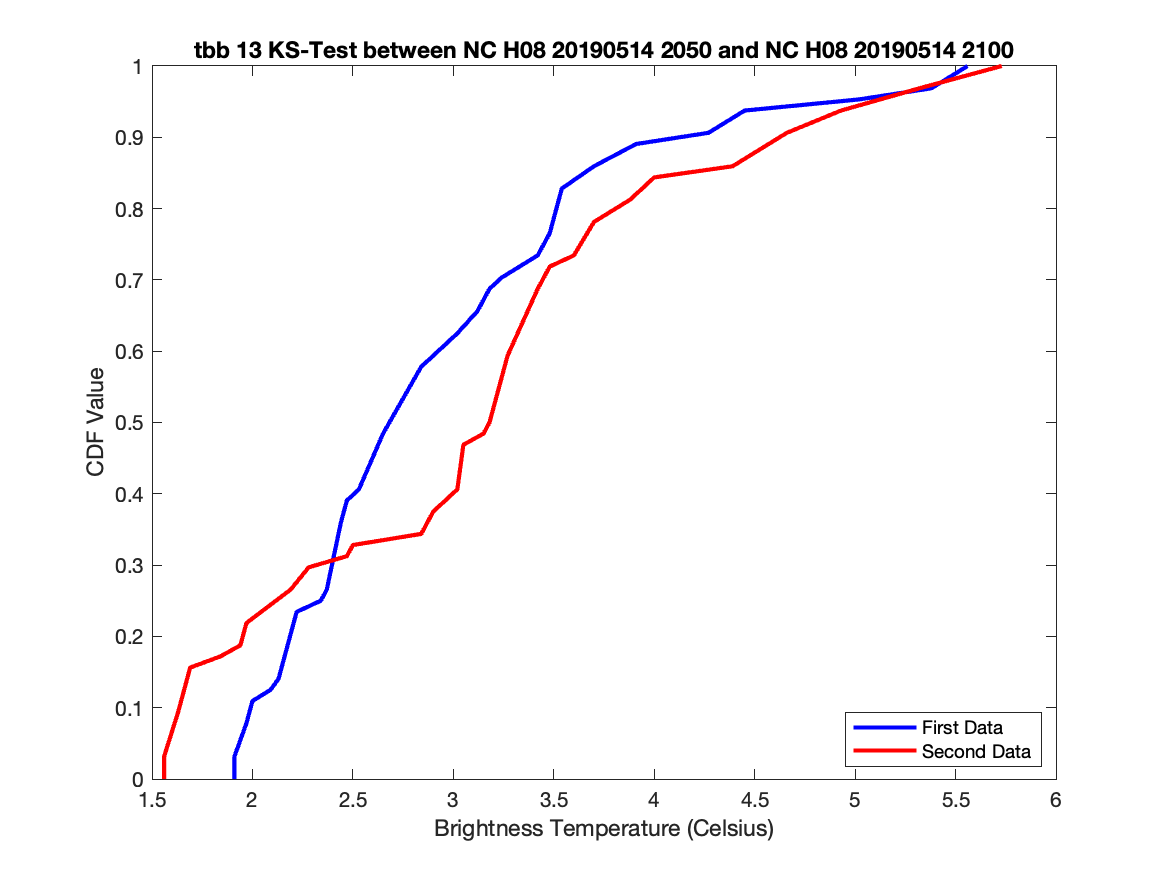 tbb 13 KS-Test between NC H08 20190514 2050 and NC H08 20190514 2100
1
0.9
0.8
0.7
0.6
0.5
0.4
0.3
0.2
0.1
0
CDF Value
First Data
Second Data
1.5 2 2.5 3 3.5 4 4.5 5 5.5 6
Brightness Temperature (Celsius)